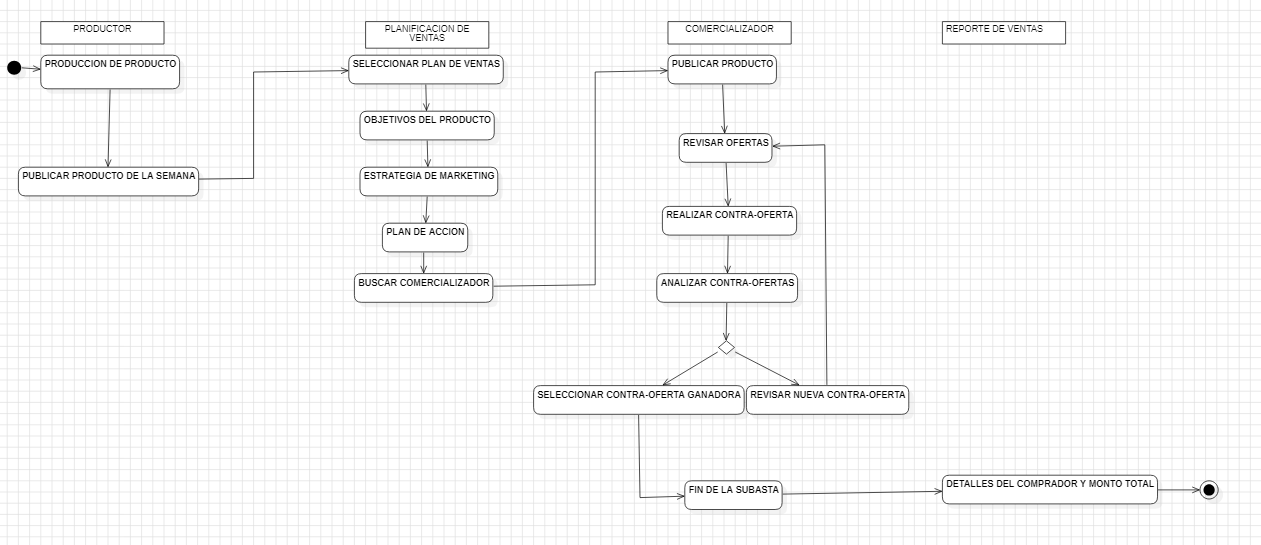 PRODUCTOR
PLANIFICACION DE
VENTAS
COMERCIALIZADOR
REPORTE DE VENTAS
PRODUCCION DE PRODUCTO
PUBLICAR PRODUCTO DE LA SEMANA
SELECCIONAR PLAN DE VENTAS
OBJETIVOS DEL PRODUCTO
ESTRATEGIA DE MARKETING
PLAN DE ACCION
BUSCAR COMERCIALIZADOR
PUBLICAR PRODUCTO
REVISAR OFERTAS
REALIZAR CONTRA-OFERTA
ANALIZAR CONTRA-OFERTAS
SELECCIONAR CONTRA-OFERTA GANADORA
REVISAR NUEVA CONTRA-OFERTA
FIN DE LA SUBASTA
DETALLES DEL COMPRADOR Y MONTO TOTAL